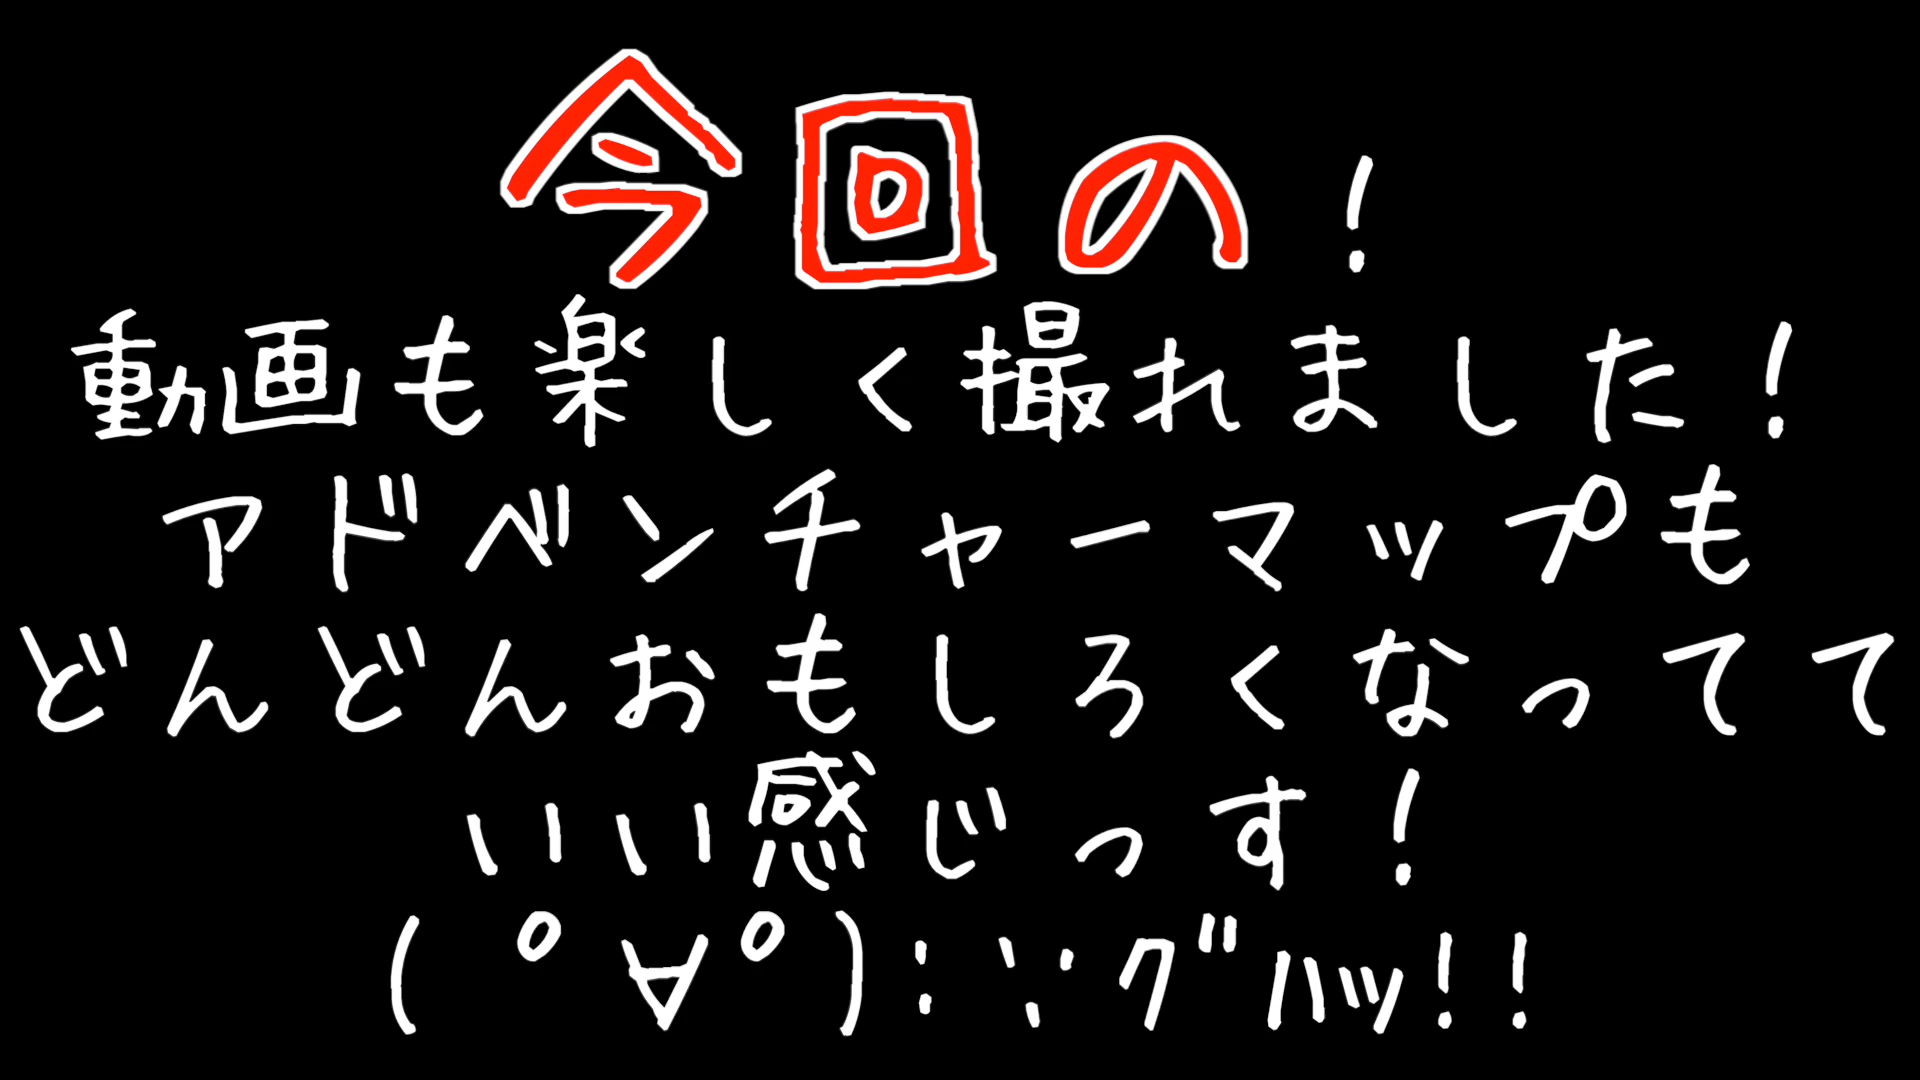 今回の!
動画も楽しく撮れました!
アドベンチャーマップも
どんどんおもしろくなってて
いい感じっす!
( ﾟ∀ﾟ):∵グハッ!!